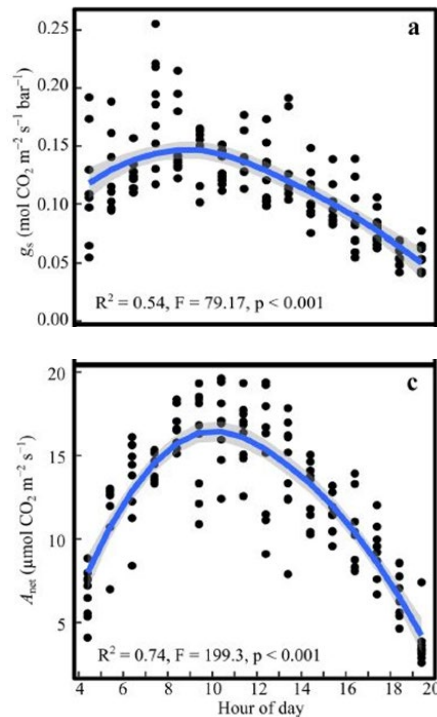 a
0.25
0.20
0.15
0.10
0.05
0.00
gs (mol CO₂ m⁻² s⁻¹ bar⁻¹)
R² = 0.54, F = 79.17, p < 0.001
c
20
15
10
5
Anet (µmol CO₂ m⁻² s⁻¹)
R² = 0.74, F = 199.3, p < 0.001
4 6 8 10 12 14 16 18 20
Hour of day